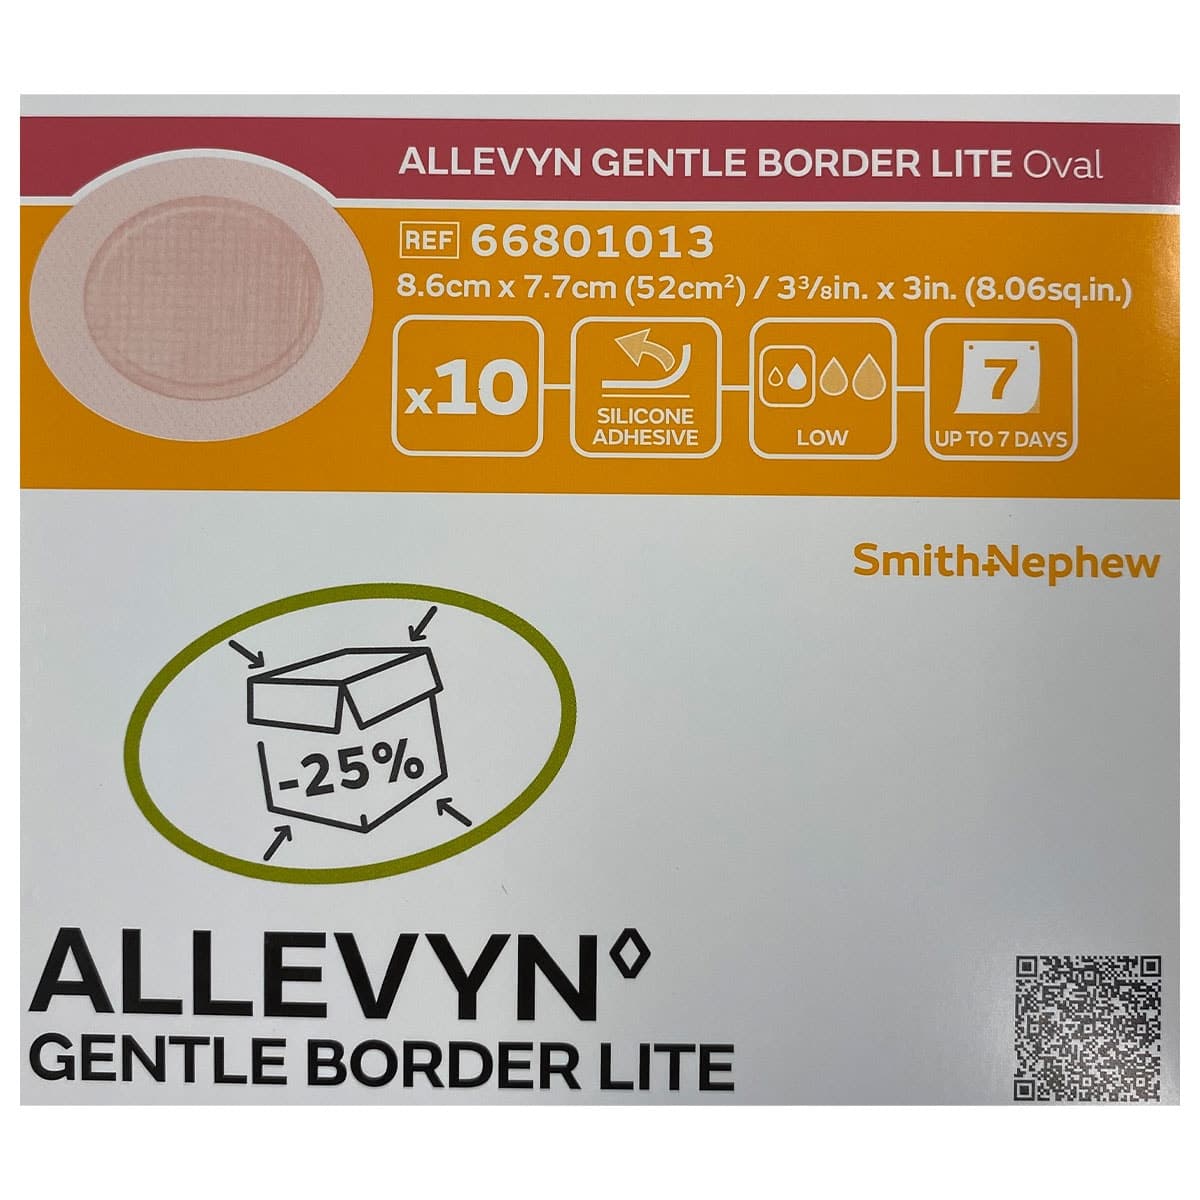 ALLEVYN GENTLE BORDER LITE Oval
REF 66801013
8.6cm x 7.7cm (52cm²) / 3³/₈in. x 3in. (8.06sq.in.)
x10
SILICONE
ADHESIVE
LOW
7
UP TO 7 DAYS
Smith+Nephew
-25%
ALLEVYN◊
GENTLE BORDER LITE